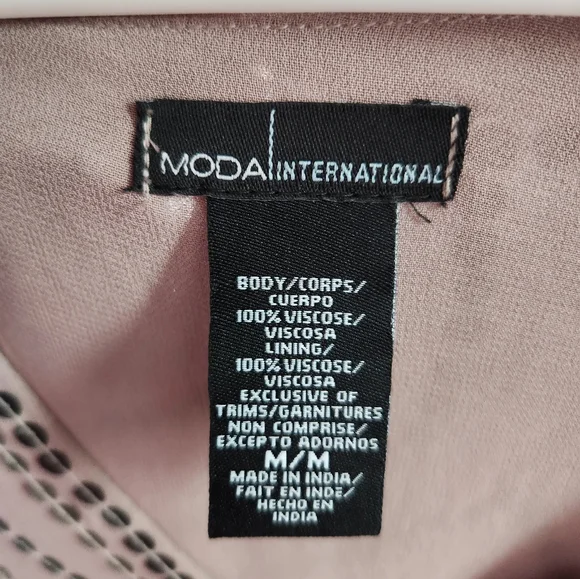 MODA INTERNATIONAL
BODY/CORPS/
CUERPO
100% VISCOSE/
VISCOSA
LINING/
100% VISCOSE/
VISCOSA
EXCLUSIVE OF
TRIMS/GARNITURES
NON COMPRISE/
EXCEPTO ADORNOS
M/M
MADE IN INDIA/
FAIT EN INDE/
HECHO EN
INDIA